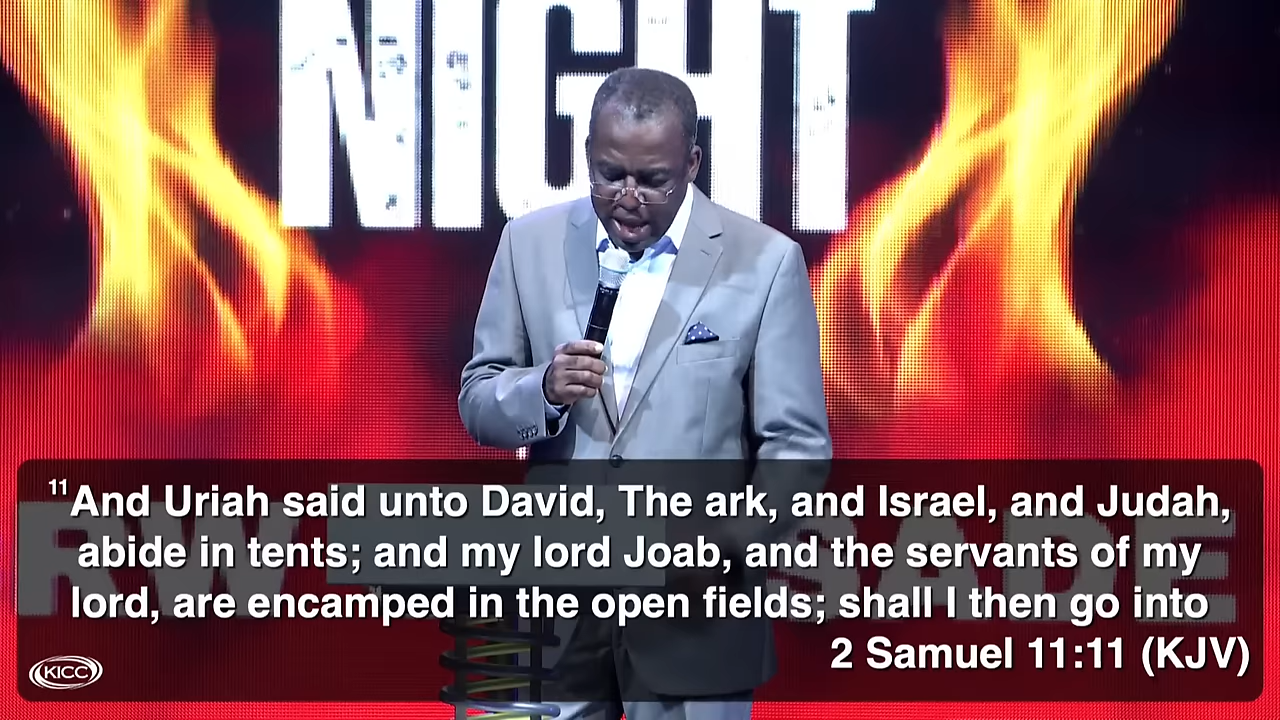 NIGHT
11 And Uriah said unto David, The ark, and Israel, and Judah,
abide in tents; and my lord Joab, and the servants of my
lord, are encamped in the open fields; shall I then go into
2 Samuel 11:11 (KJV)
KICC